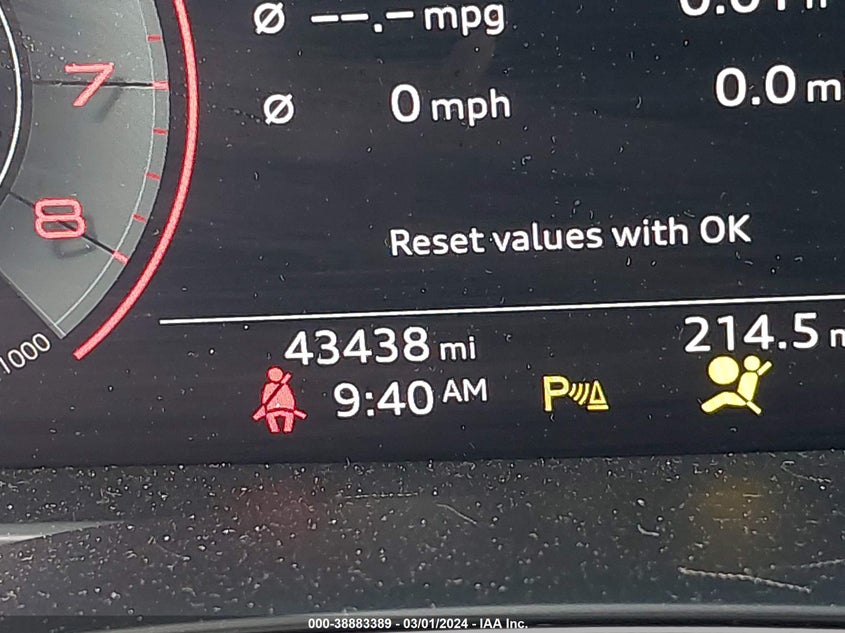 Ø --.- mpg
7
Ø 0 mph 0.0 m
8
Reset values with OK
1000
43438 mi 214.5
9:40 AM P
000-38883389 - 03/01/2024 - IAA Inc.